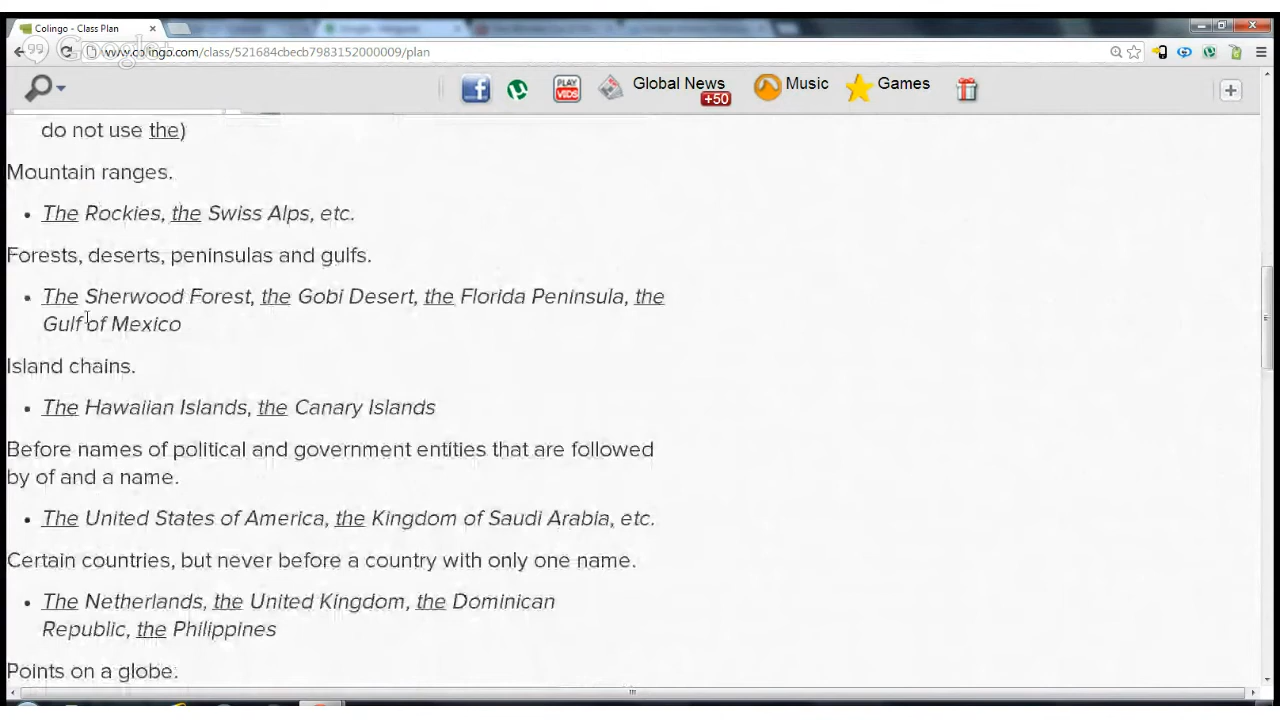 Colingo - Class Plan
www.colingo.com/class/521684cbecb7983152000009/plan
99 Google+
PLAY VIDS
Global News
+50
Music
Games
do not use the)
Mountain ranges.
• The Rockies, the Swiss Alps, etc.
Forests, deserts, peninsulas and gulfs.
• The Sherwood Forest, the Gobi Desert, the Florida Peninsula, the
Gulf of Mexico
Island chains.
• The Hawaiian Islands, the Canary Islands
Before names of political and government entities that are followed
by of and a name.
• The United States of America, the Kingdom of Saudi Arabia, etc.
Certain countries, but never before a country with only one name.
• The Netherlands, the United Kingdom, the Dominican
Republic, the Philippines
Points on a globe.